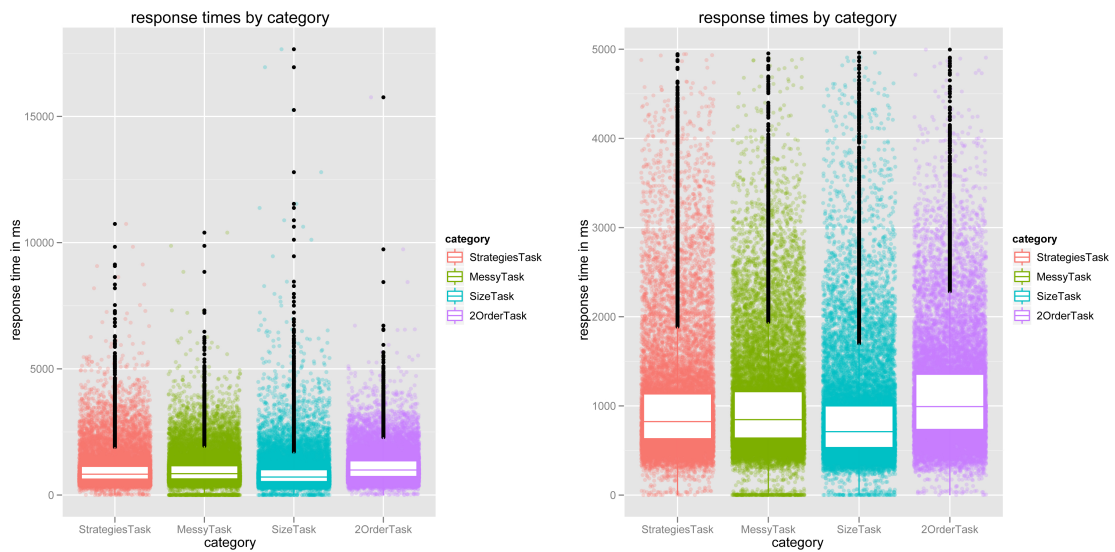 response times by category
response time in ms
15000
10000
5000
0
StrategiesTask MessyTask SizeTask 2OrderTask
category
category
StrategiesTask
MessyTask
SizeTask
2OrderTask
response times by category
response time in ms
5000
4000
3000
2000
1000
0
StrategiesTask MessyTask SizeTask 2OrderTask
category
category
StrategiesTask
MessyTask
SizeTask
2OrderTask